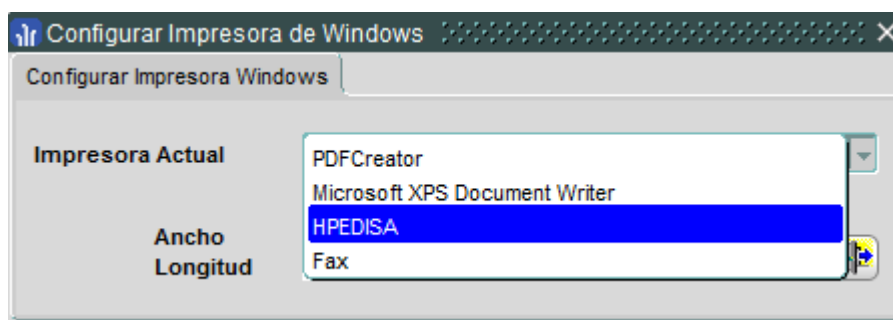 Configurar Impresora de Windows
Configurar Impresora Windows
Impresora Actual
PDFCreator
Microsoft XPS Document Writer
HPEDISA
Fax
Ancho
Longitud